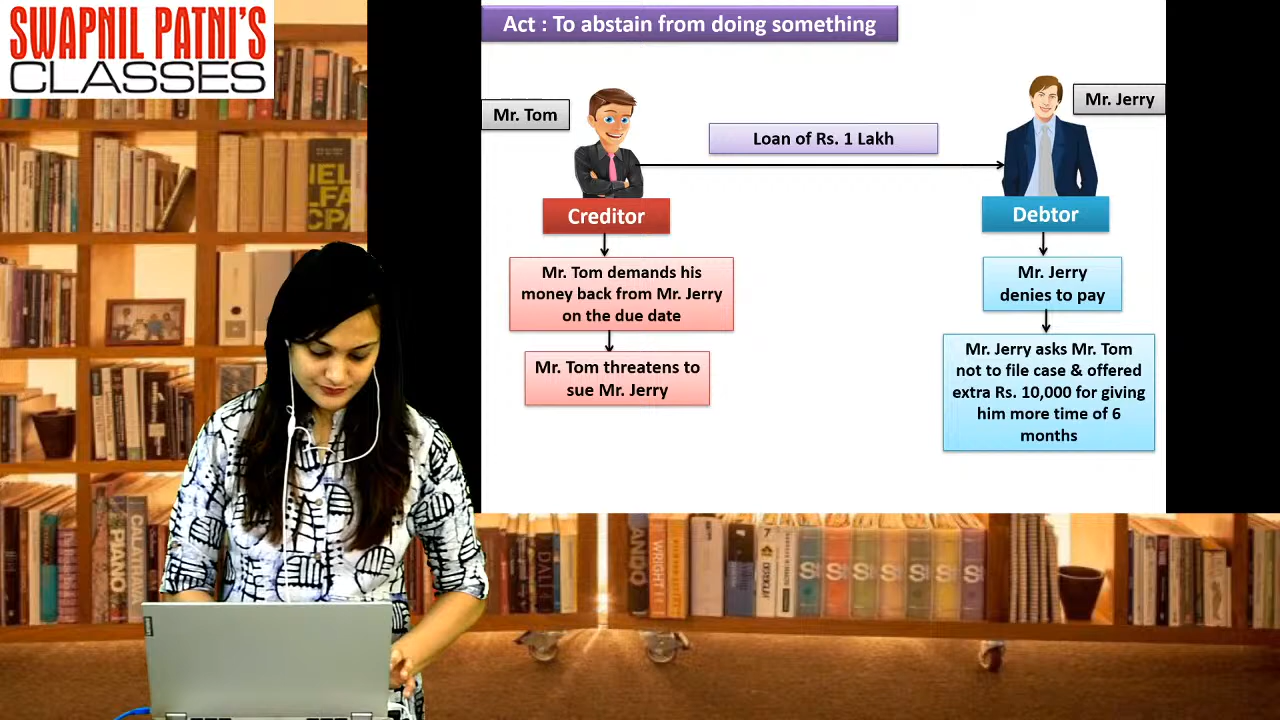 SWAPNIL PATNI'S
CLASSES
Act : To abstain from doing something
Mr. Tom
Mr. Jerry
Loan of Rs. 1 Lakh
Creditor
Debtor
Mr. Tom demands his
money back from Mr. Jerry
on the due date
Mr. Tom threatens to
sue Mr. Jerry
Mr. Jerry
denies to pay
Mr. Jerry asks Mr. Tom
not to file case & offered
extra Rs. 10,000 for giving
him more time of 6
months
PIANO
WRIGHT